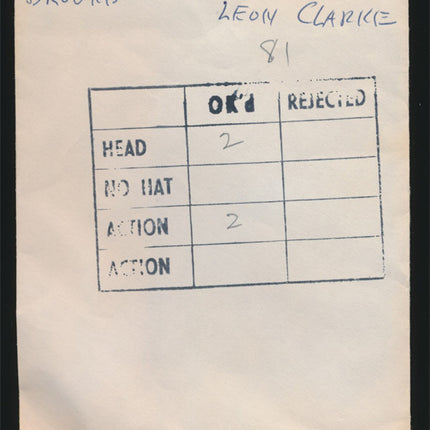 LEON CLARKE
81
OK'd REJECTED
HEAD 2
NO HAT
ACTION 2
ACTION